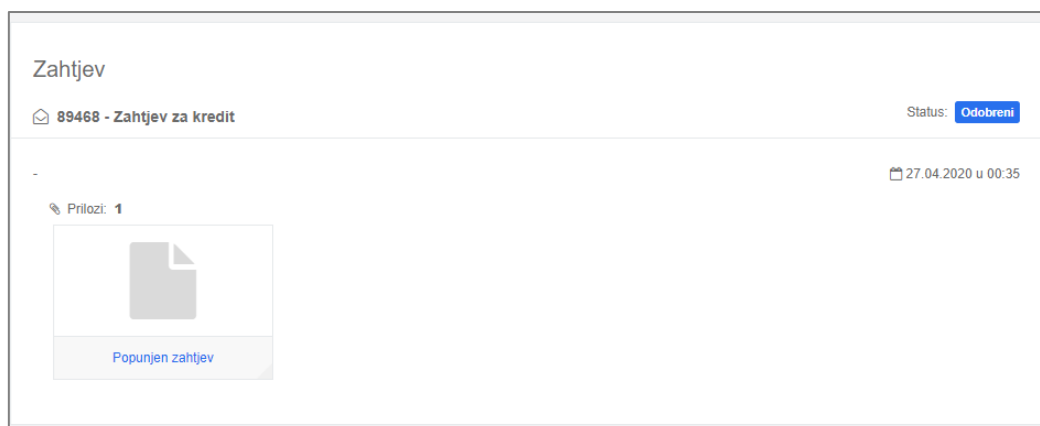 Zahtjev
89468 - Zahtjev za kredit
Status: Odobreni
-
27.04.2020 u 00:35
Prilozi: 1
Popunjen zahtjev